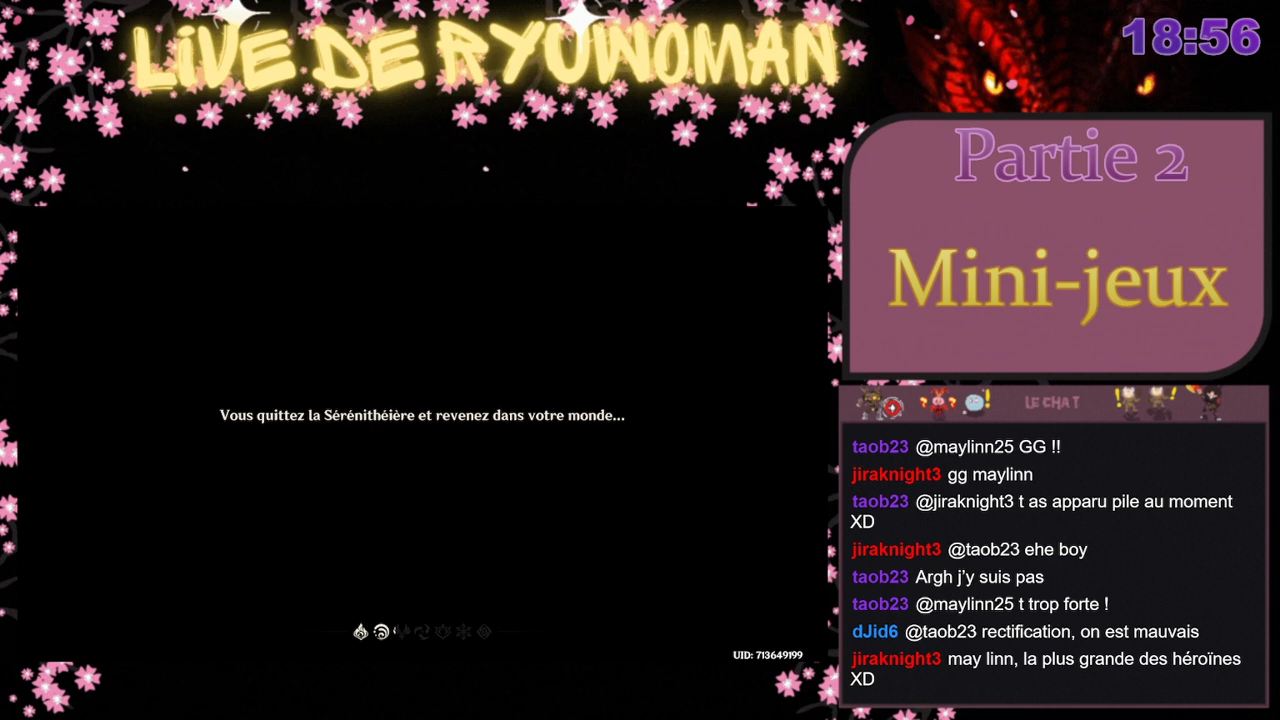 LIVE DE RYUWOMAN
18:56
Partie 2
Mini-jeux
Vous quittez la Sérénithéière et revenez dans votre monde...
UID: 713649199
LE CHAT
taob23 @maylinn25 GG !!
jiraknight3 gg maylinn
taob23 @jiraknight3 t as apparu pile au moment
XD
jiraknight3 @taob23 ehe boy
taob23 Argh j'y suis pas
taob23 @maylinn25 t trop forte !
dJid6 @taob23 rectification, on est mauvais
jiraknight3 may linn, la plus grande des héroïnes
XD